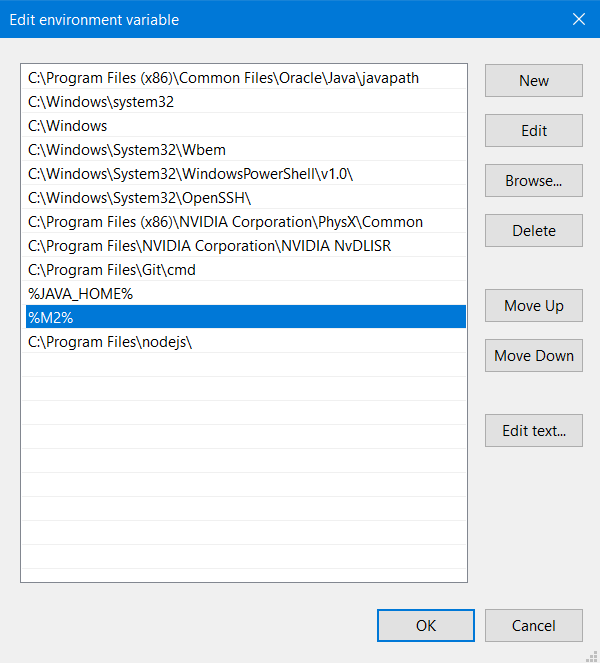 Edit environment variable
C:\Program Files (x86)\Common Files\Oracle\Java\javapath
C:\Windows\system32
C:\Windows
C:\Windows\System32\Wbem
C:\Windows\System32\WindowsPowerShell\v1.0\
C:\Windows\System32\OpenSSH\
C:\Program Files (x86)\NVIDIA Corporation\PhysX\Common
C:\Program Files\NVIDIA Corporation\NVIDIA NvDLISR
C:\Program Files\Git\cmd
%JAVA_HOME%
%M2%
C:\Program Files\nodejs\
New
Edit
Browse...
Delete
Move Up
Move Down
Edit text...
OK
Cancel